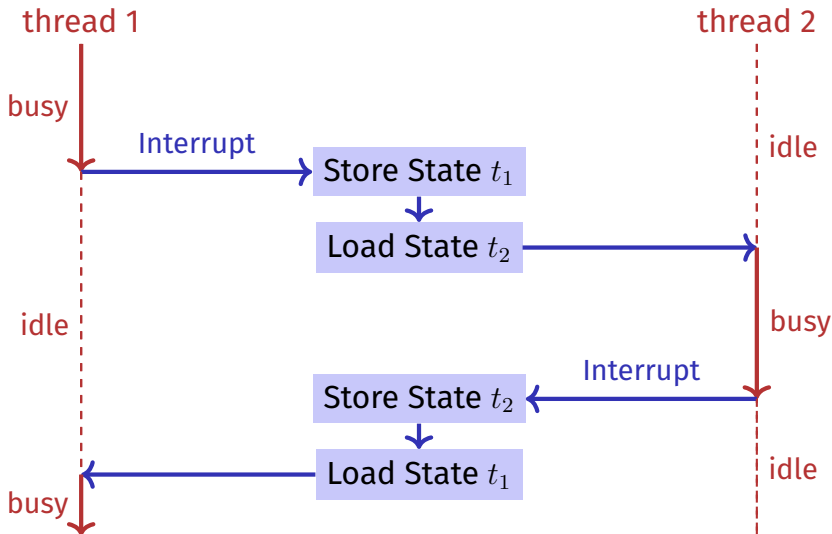 thread 1
thread 2
busy
Interrupt
idle
Store State t₁
Load State t₂
idle
busy
Interrupt
Store State t₂
Load State t₁
idle
busy